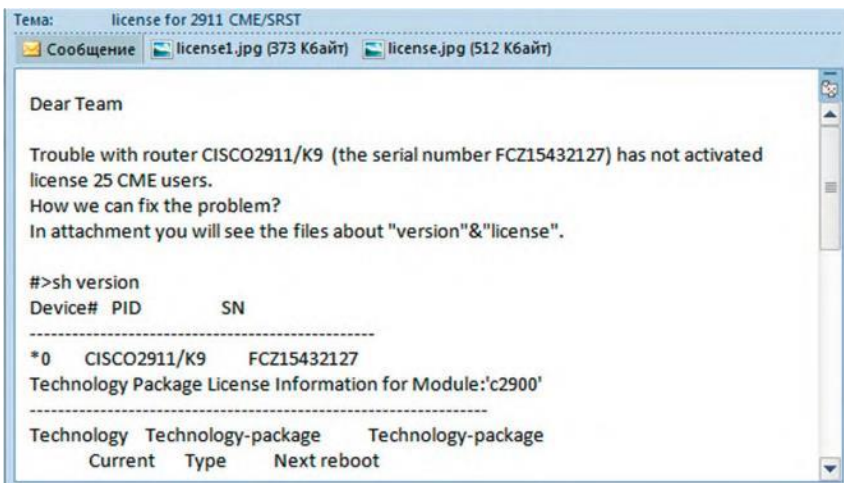 Тема: license for 2911 CME/SRST
Сообщение license1.jpg (373 Кбайт) license.jpg (512 Кбайт)
Dear Team
Trouble with router CISCO2911/K9 (the serial number FCZ15432127) has not activated
license 25 CME users.
How we can fix the problem?
In attachment you will see the files about "version"&"license".
#>sh version
Device# PID SN
-------------------------------------------------
*0 CISCO2911/K9 FCZ15432127
Technology Package License Information for Module:'c2900'
-----------------------------------------------------------------
Technology Technology-package Technology-package
Current Type Next reboot